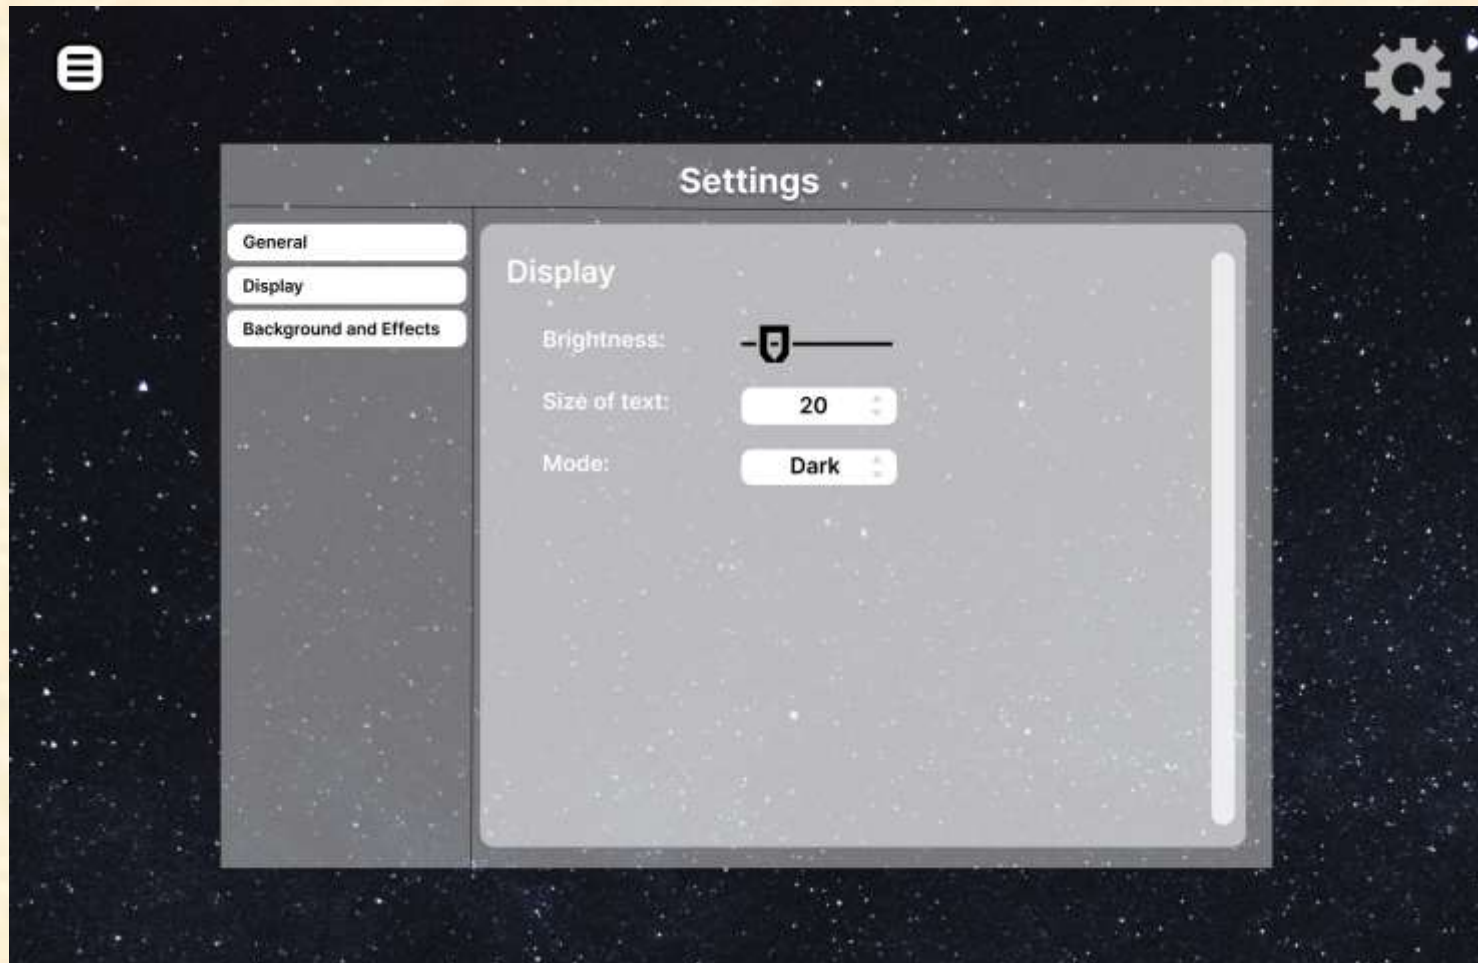 Settings
General
Display
Background and Effects
Display
Brightness:
Size of text:
20
Mode:
Dark